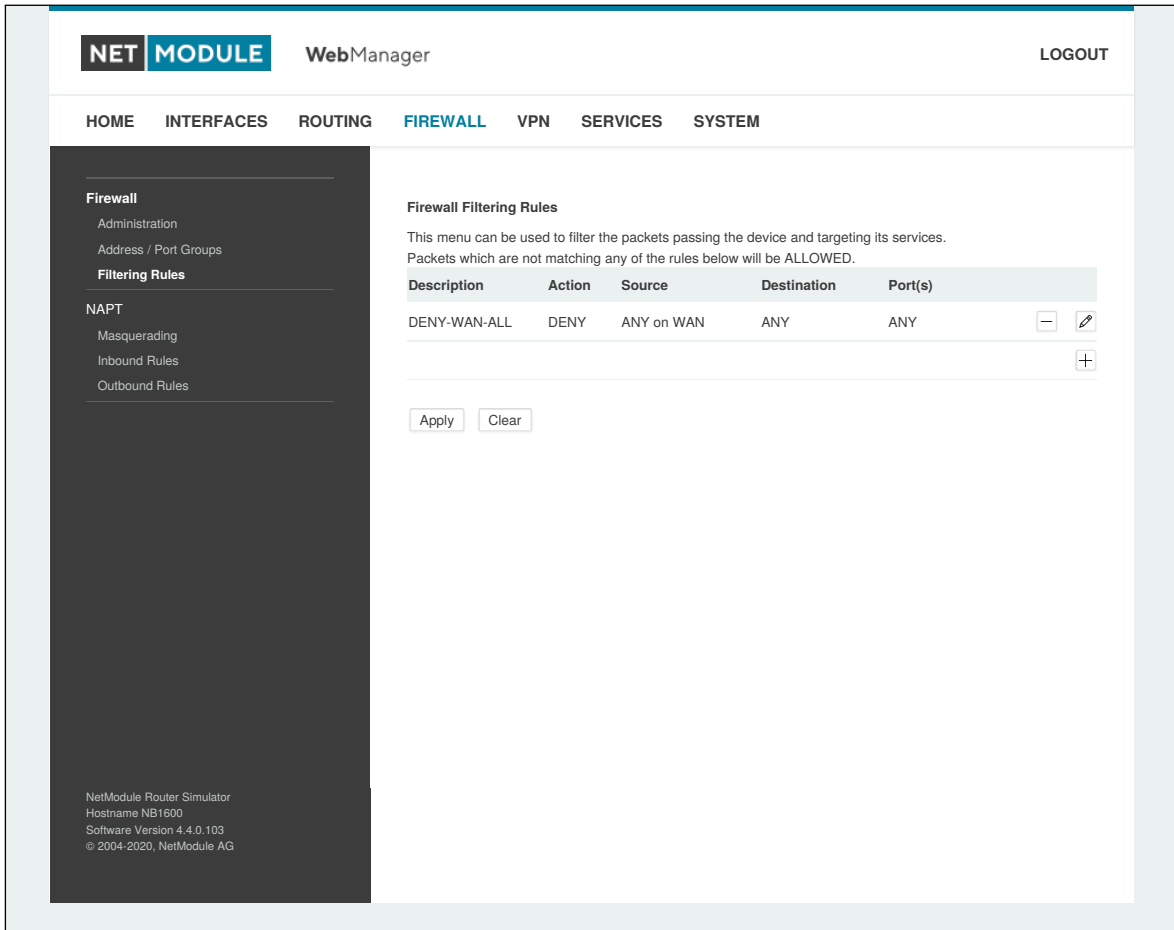 NET MODULE WebManager LOGOUT
HOME INTERFACES ROUTING FIREWALL VPN SERVICES SYSTEM
Firewall
Administration
Address / Port Groups
Filtering Rules
NAPT
Masquerading
Inbound Rules
Outbound Rules
Firewall Filtering Rules
This menu can be used to filter the packets passing the device and targeting its services.
Packets which are not matching any of the rules below will be ALLOWED.
Description Action Source Destination Port(s)
DENY-WAN-ALL DENY ANY on WAN ANY ANY
Apply Clear
NetModule Router Simulator
Hostname NB1600
Software Version 4.4.0.103
© 2004-2020, NetModule AG